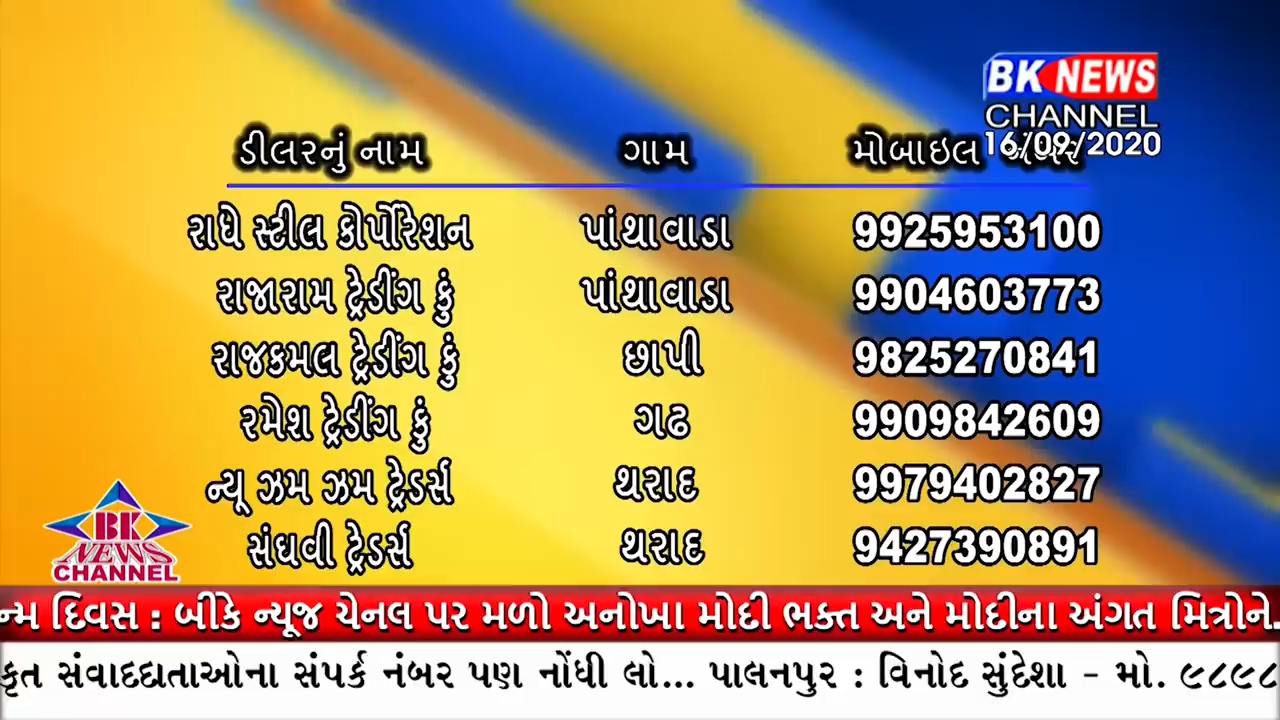 BK NEWS
CHANNEL
16/09/2020
ડીલરનું નામ ગામ મોબાઇલ
રાધે સ્ટીલ કોર્પોરેશન પાંથાવાડા 9925953100
રાજારામ ટ્રેડીંગ કું પાંથાવાડા 9904603773
રાજકમલ ટ્રેડીંગ કું છાપી 9825270841
રમેશ ટ્રેડીંગ કું ગઢ 9909842609
ન્યૂ ઝમ ઝમ ટ્રેડર્સ થરાદ 9979402827
સંઘવી ટ્રેડર્સ થરાદ 9427390891
BK
NEWS
CHANNEL
ન્મ દિવસ : બીકે ન્યૂજ ચેનલ પર મળો અનોખા મોદી ભક્ત અને મોદીના અંગત મિત્રોને.
કૃત સંવાદદાતાઓના સંપર્ક નંબર પણ નોંધી લો... પાલનપુર : વિનોદ સુંદેશા - મો. ૯૮૯૮